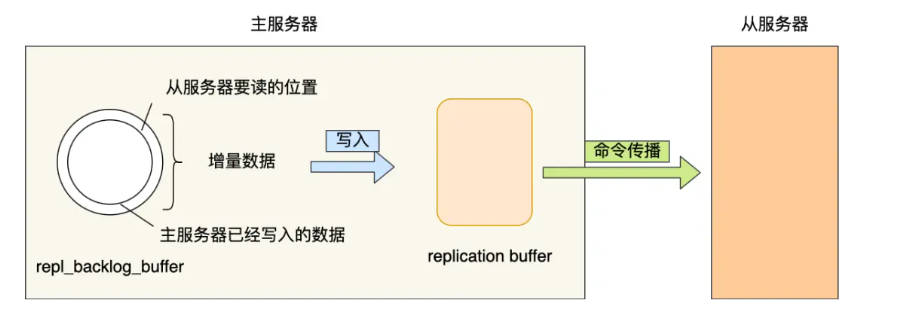 主服务器
从服务器
从服务器要读的位置
增量数据
主服务器已经写入的数据
repl_backlog_buffer
写入
replication buffer
命令传播